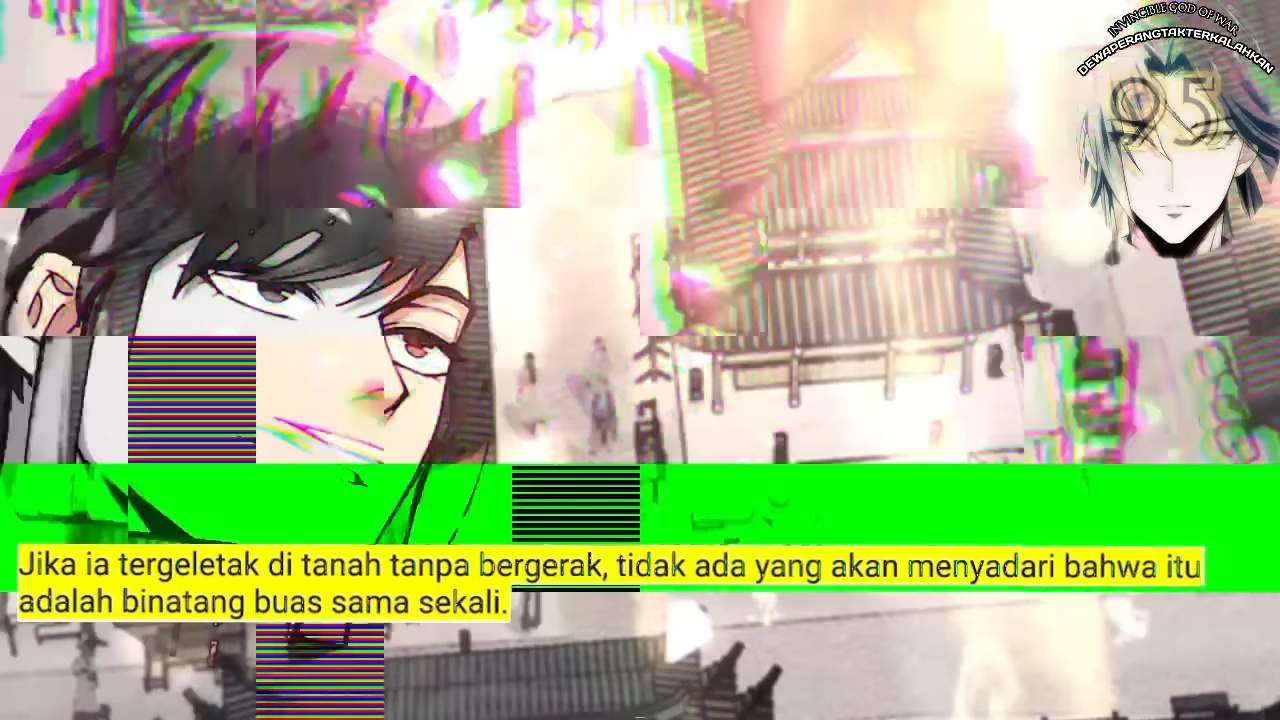 INVINCIBLE GOD OF WAR
DEWAPERANGTAKTERKALAHKAN
95
Jika ia tergeletak di tanah tanpa bergerak, tidak ada yang akan menyadari bahwa itu
adalah binatang buas sama sekali.